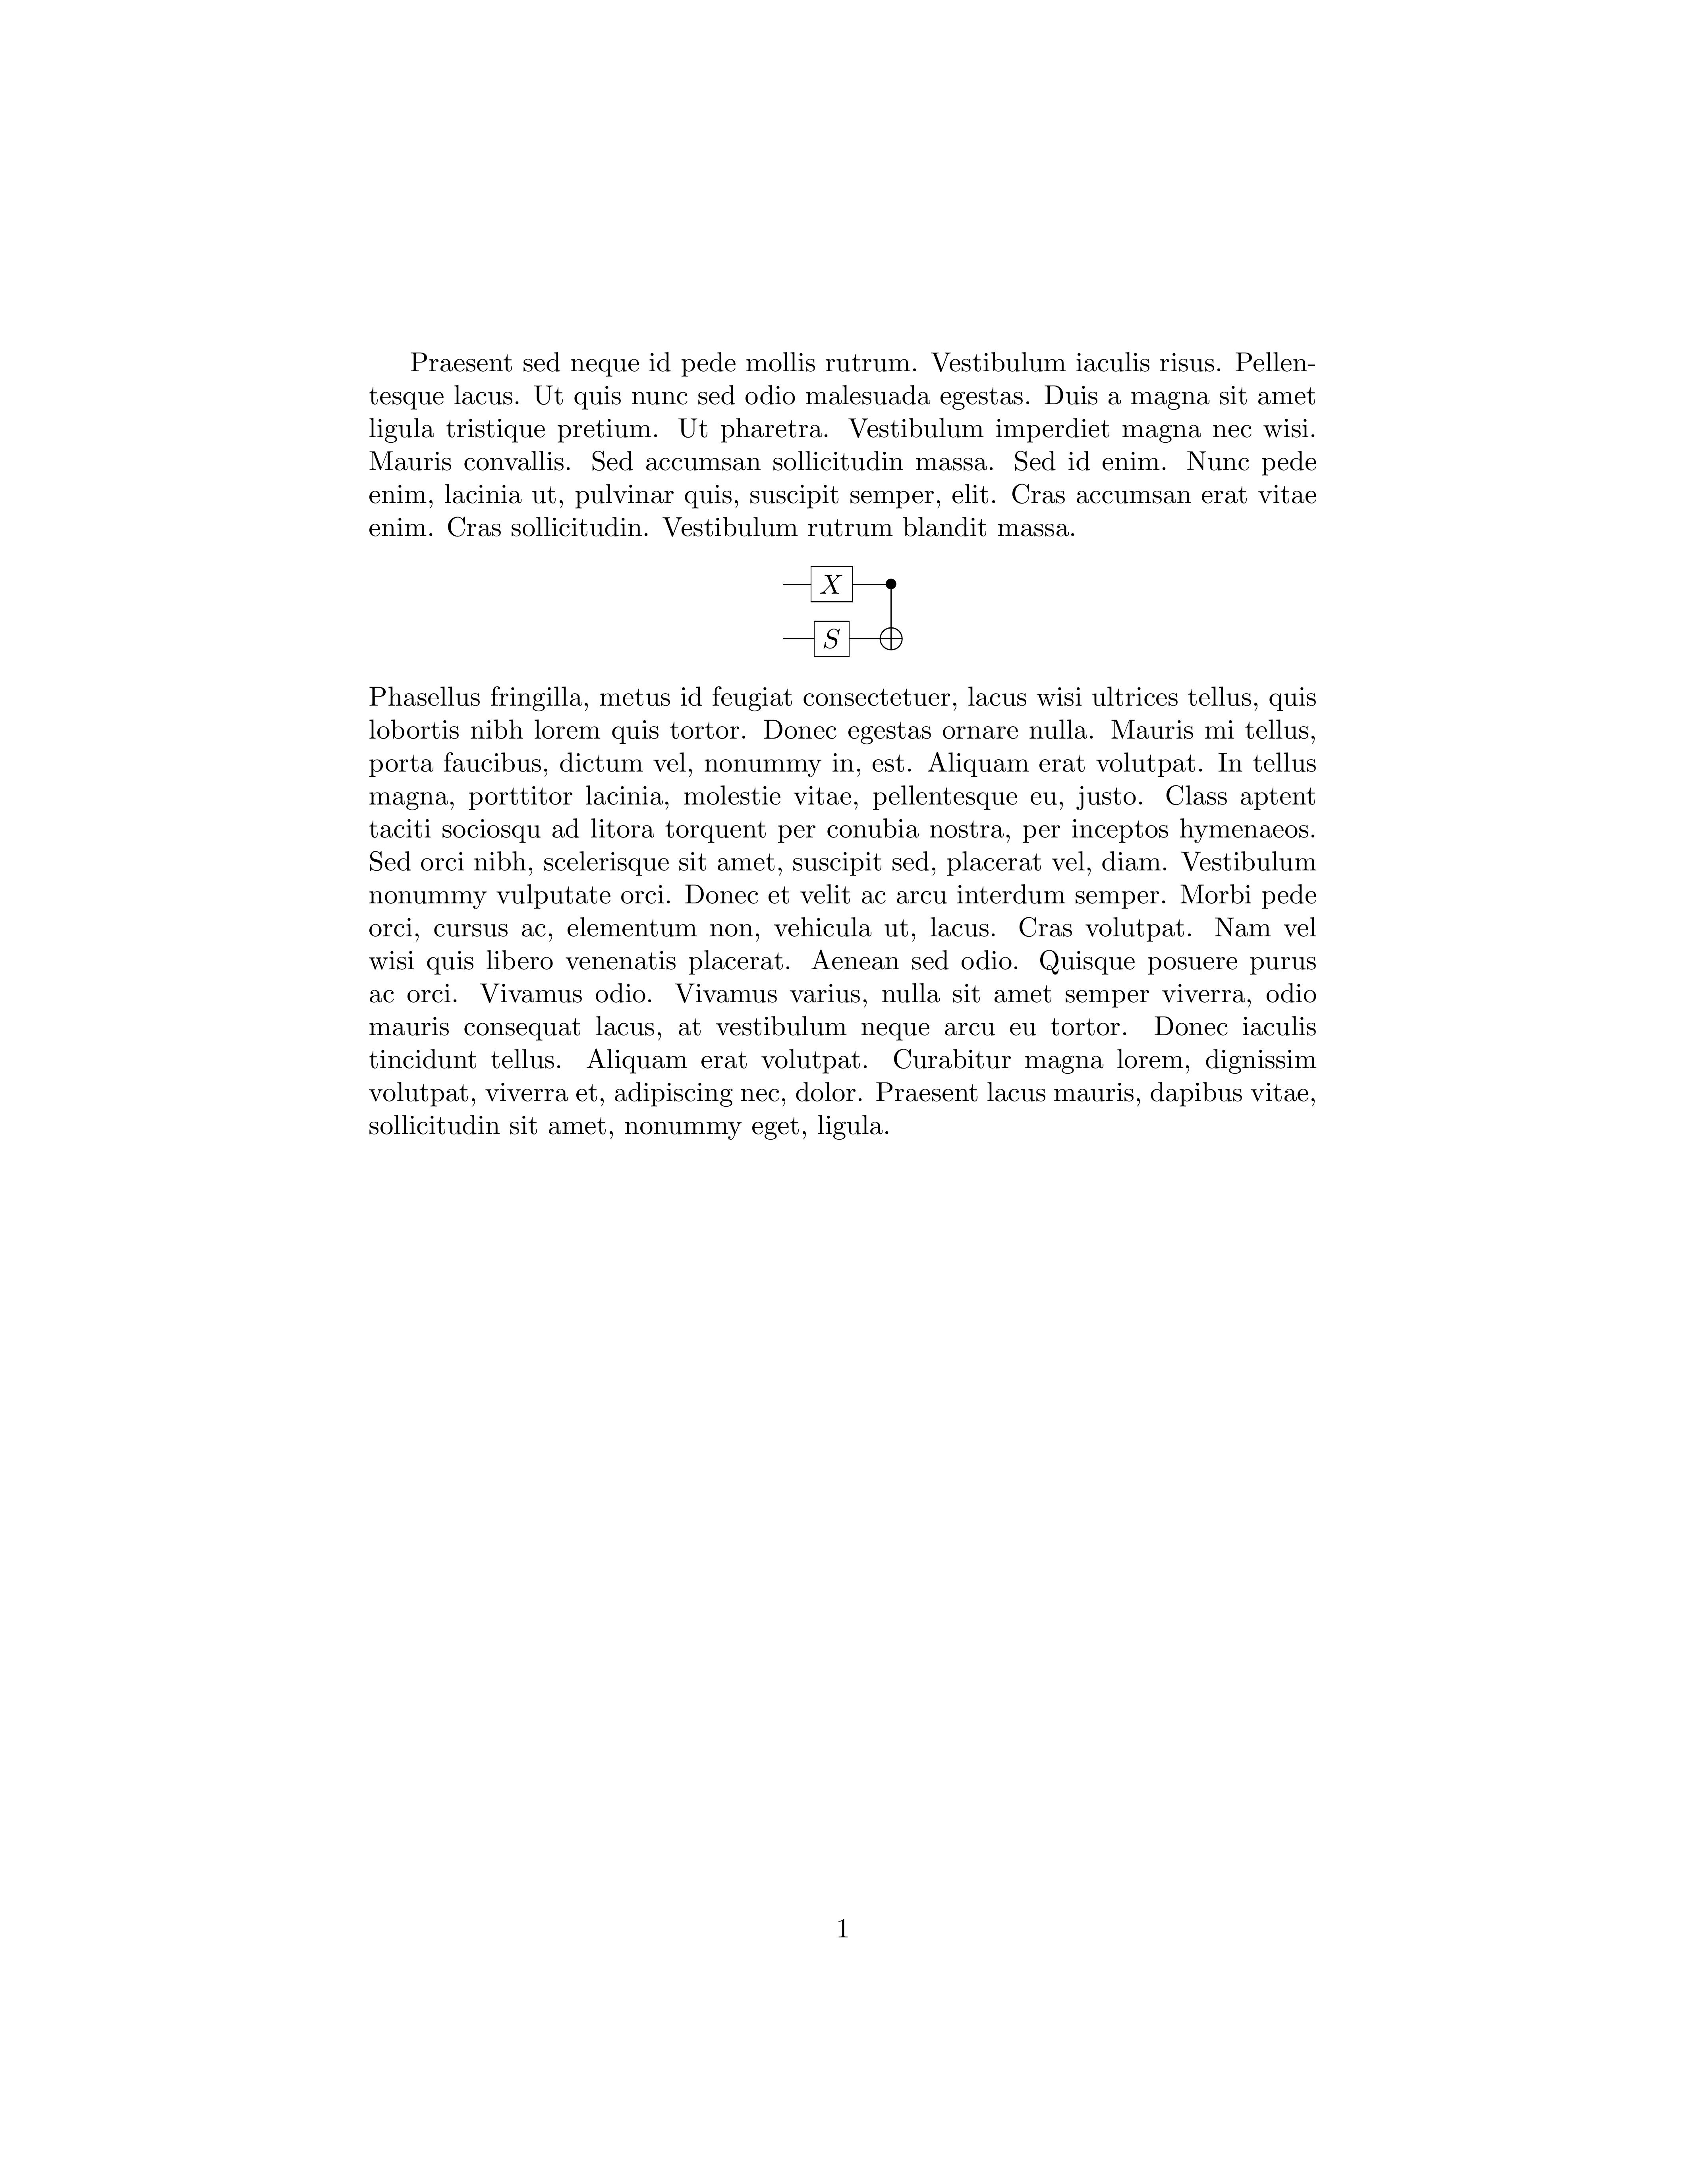 Praesent sed neque id pede mollis rutrum. Vestibulum iaculis risus. Pellen-
tesque lacus. Ut quis nunc sed odio malesuada egestas. Duis a magna sit amet
ligula tristique pretium. Ut pharetra. Vestibulum imperdiet magna nec wisi.
Mauris convallis. Sed accumsan sollicitudin massa. Sed id enim. Nunc pede
enim, lacinia ut, pulvinar quis, suscipit semper, elit. Cras accumsan erat vitae
enim. Cras sollicitudin. Vestibulum rutrum blandit massa.
X
S
Phasellus fringilla, metus id feugiat consectetuer, lacus wisi ultrices tellus, quis
lobortis nibh lorem quis tortor. Donec egestas ornare nulla. Mauris mi tellus,
porta faucibus, dictum vel, nonummy in, est. Aliquam erat volutpat. In tellus
magna, porttitor lacinia, molestie vitae, pellentesque eu, justo. Class aptent
taciti sociosqu ad litora torquent per conubia nostra, per inceptos hymenaeos.
Sed orci nibh, scelerisque sit amet, suscipit sed, placerat vel, diam. Vestibulum
nonummy vulputate orci. Donec et velit ac arcu interdum semper. Morbi pede
orci, cursus ac, elementum non, vehicula ut, lacus. Cras volutpat. Nam vel
wisi quis libero venenatis placerat. Aenean sed odio. Quisque posuere purus
ac orci. Vivamus odio. Vivamus varius, nulla sit amet semper viverra, odio
mauris consequat lacus, at vestibulum neque arcu eu tortor. Donec iaculis
tincidunt tellus. Aliquam erat volutpat. Curabitur magna lorem, dignissim
volutpat, viverra et, adipiscing nec, dolor. Praesent lacus mauris, dapibus vitae,
sollicitudin sit amet, nonummy eget, ligula.
1